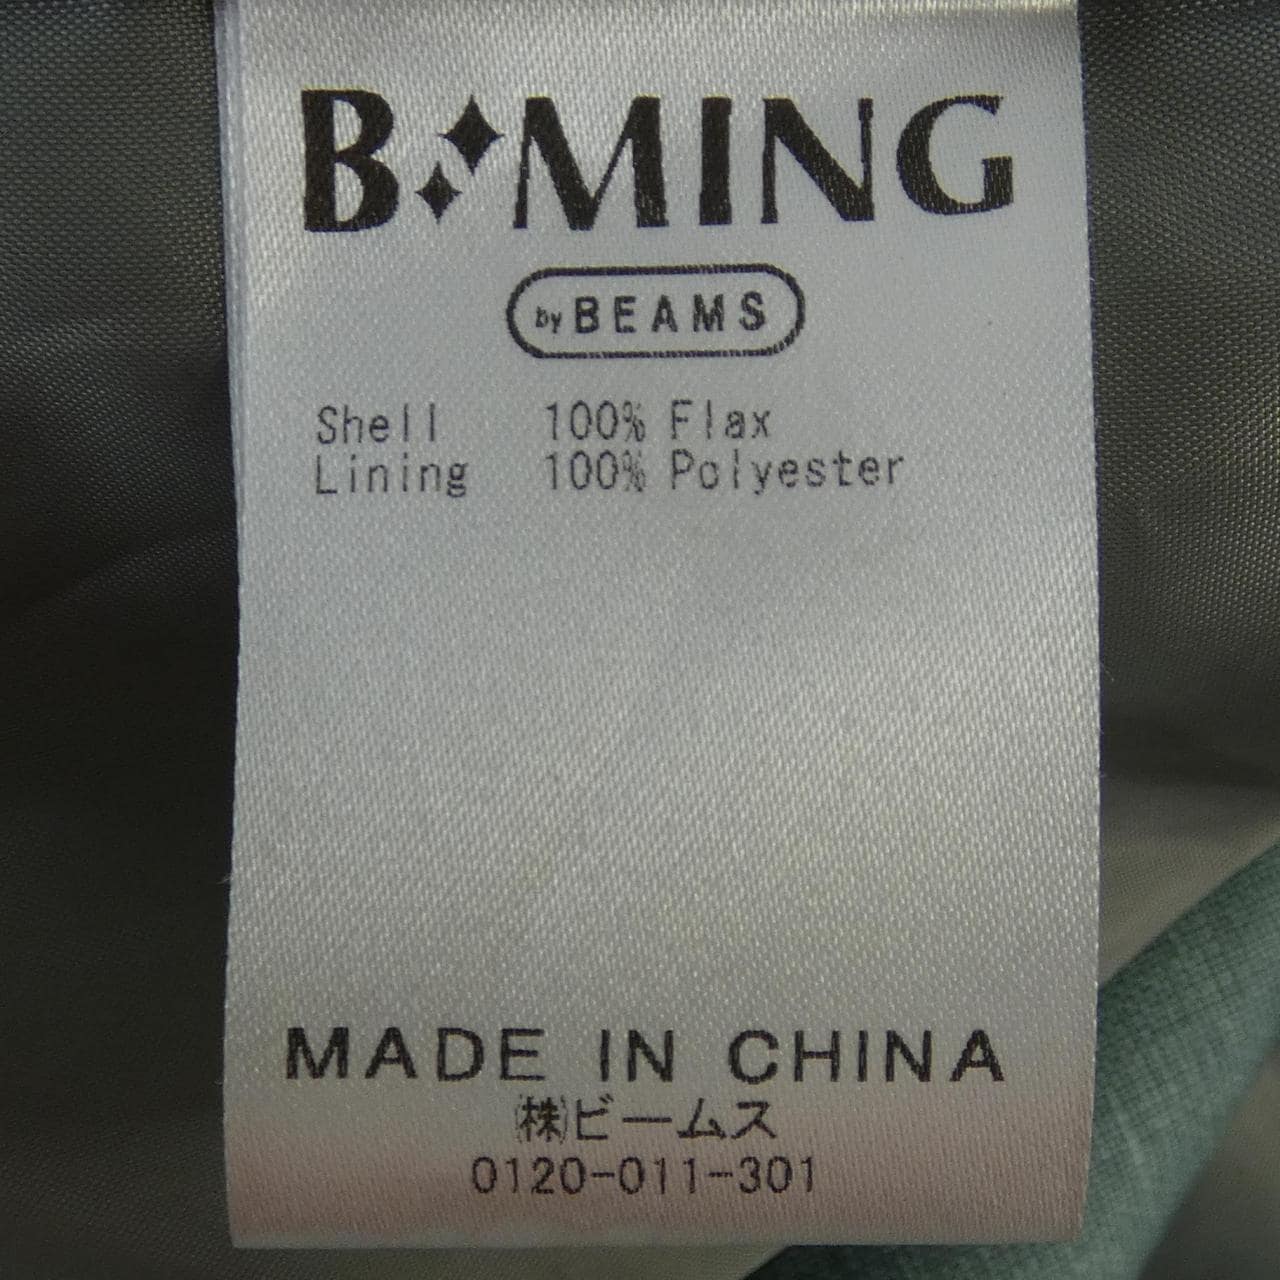 B MING
by BEAMS
Shell 100% Flax
Lining 100% Polyester
MADE IN CHINA
㈱ビームス
0120-011-301